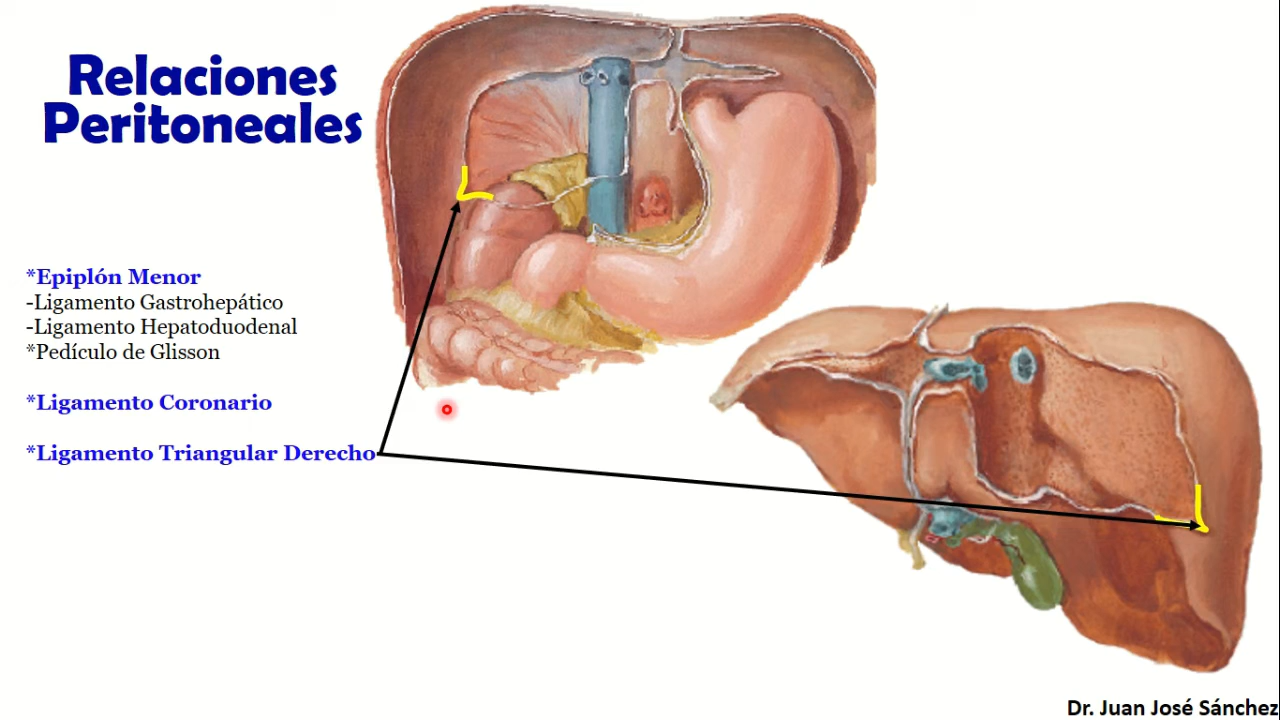 Relaciones
Peritoneales
*Epiplón Menor
-Ligamento Gastrohepático
-Ligamento Hepatoduodenal
*Pedículo de Glisson
*Ligamento Coronario
*Ligamento Triangular Derecho
Dr. Juan José Sánchez